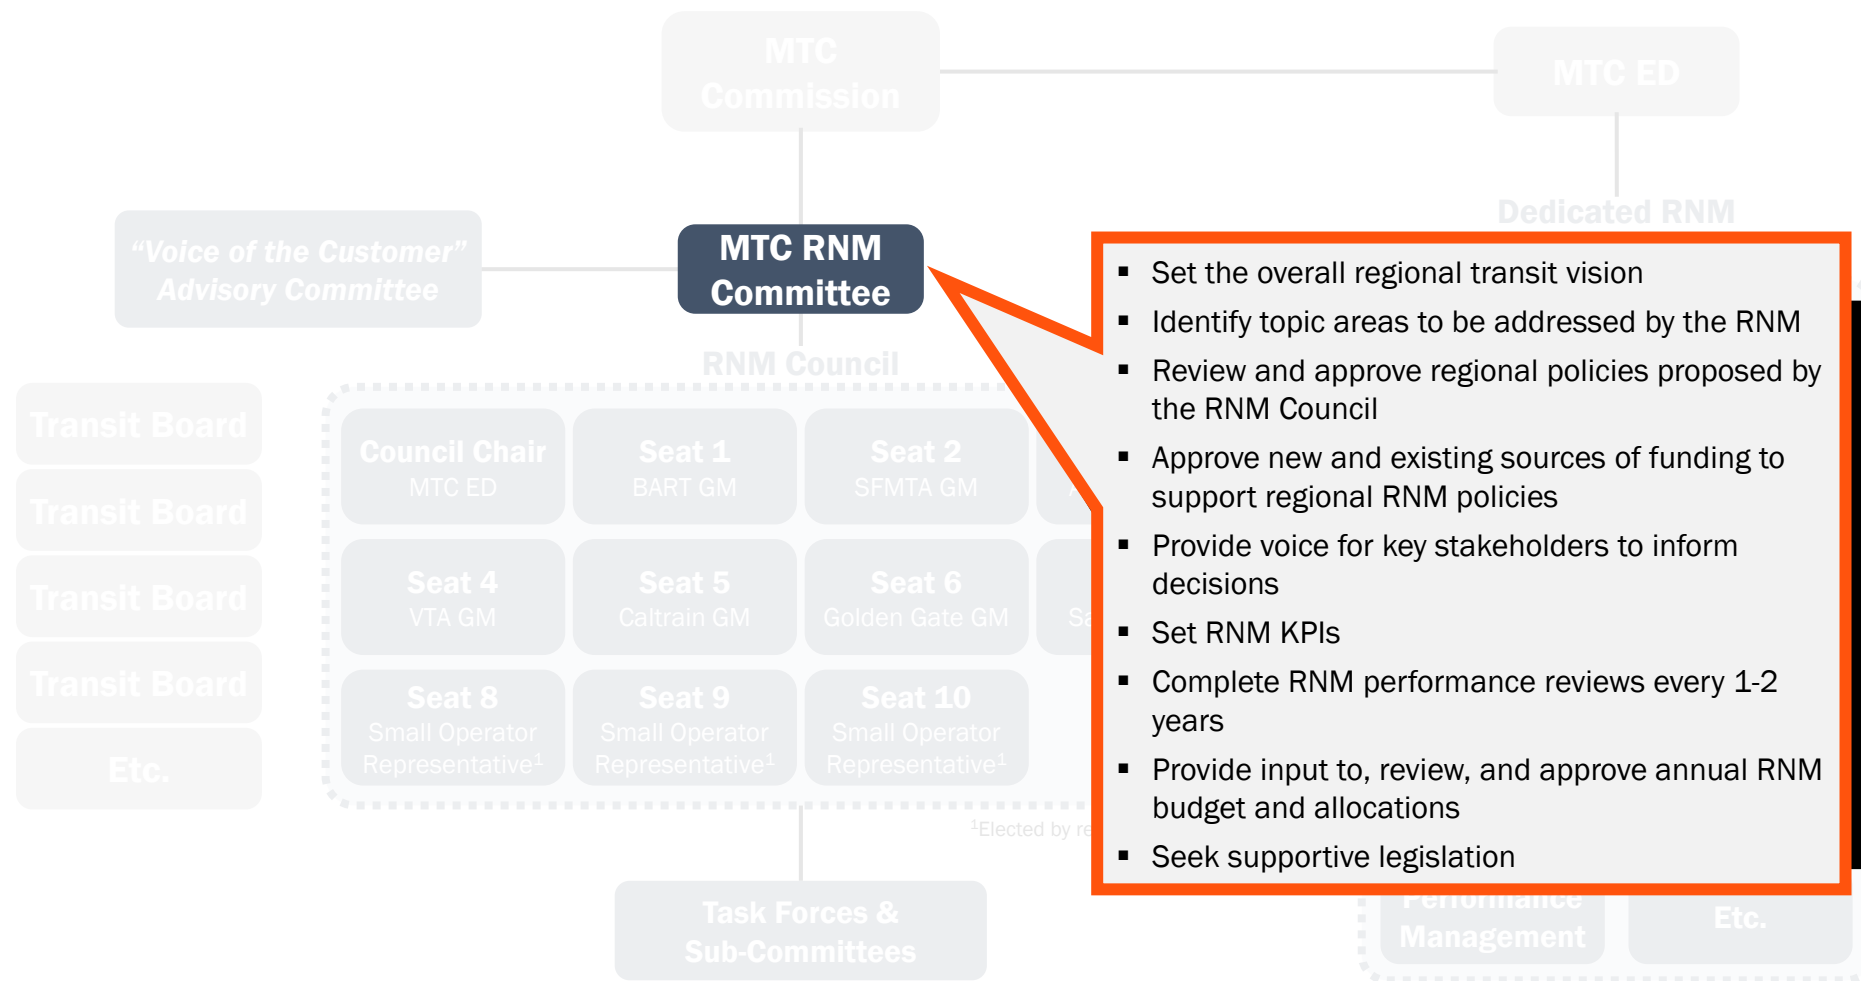 MTC
Commission
MTC ED
Dedicated RNM
“Voice of the Customer”
Advisory Committee
MTC RNM
Committee
▪ Set the overall regional transit vision
▪ Identify topic areas to be addressed by the RNM
▪ Review and approve regional policies proposed by
the RNM Council
▪ Approve new and existing sources of funding to
support regional RNM policies
▪ Provide voice for key stakeholders to inform
decisions
▪ Set RNM KPIs
▪ Complete RNM performance reviews every 1-2
years
▪ Provide input to, review, and approve annual RNM
budget and allocations
▪ Seek supportive legislation
RNM Council
Transit Board
Transit Board
Transit Board
Transit Board
Etc.
Council Chair
MTC ED
Seat 1
BART GM
Seat 2
SFMTA GM
Seat 4
VTA GM
Seat 5
Caltrain GM
Seat 6
Golden Gate GM
Seat 8
Small Operator
Representative¹
Seat 9
Small Operator
Representative¹
Seat 10
Small Operator
Representative¹
¹Elected by
Task Forces &
Sub-Committees
Performance
Management
Etc.